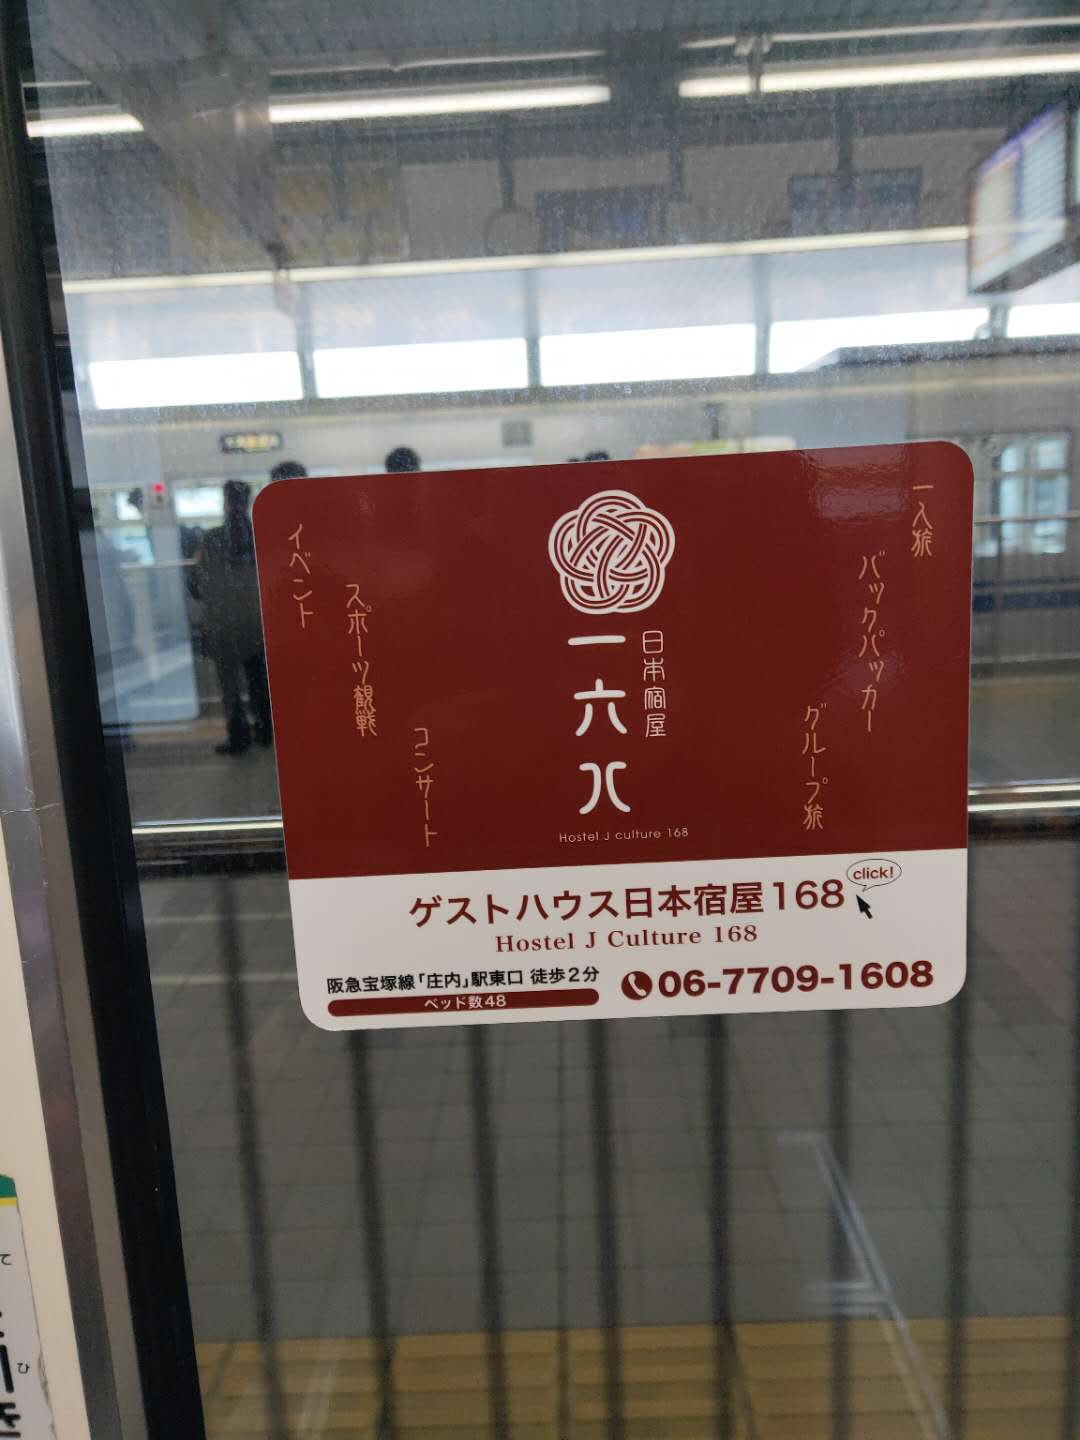 一人旅
バックパッカー
グループ旅
日本宿屋
一六八
Hostel J culture 168
イベント
スポーツ観戦
コンサート
ゲストハウス日本宿屋168
click!
Hostel J Culture 168
阪急宝塚線「庄内」駅東口 徒歩2分
ベッド数48
06-7709-1608
て
ひ
き